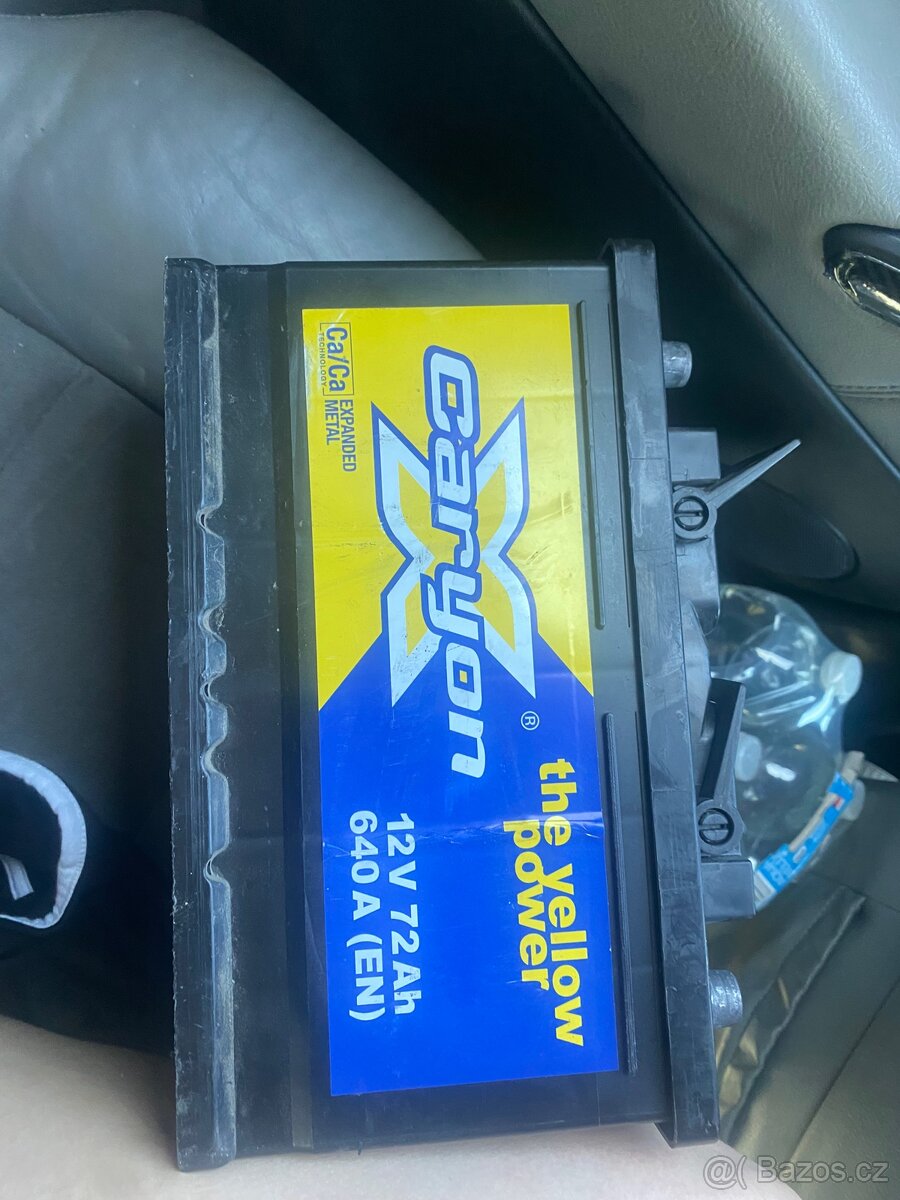 Ca/Ca
TECHNOLOGY
EXPANDED
METAL
caryon
X
®
the yellow
power
12V 72Ah
640A (EN)
@( Bazos.cz